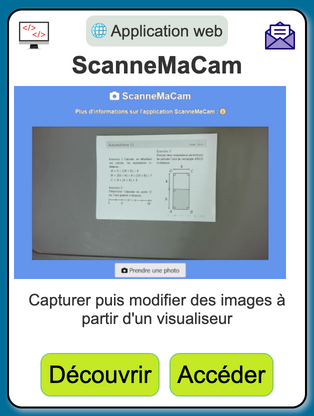 </>
Application web
ScanneMaCam
ScanneMaCam
Plus d'informations sur l'application ScanneMaCam :
Prendre une photo
Capturer puis modifier des images à
partir d'un visualiseur
Découvrir
Accéder